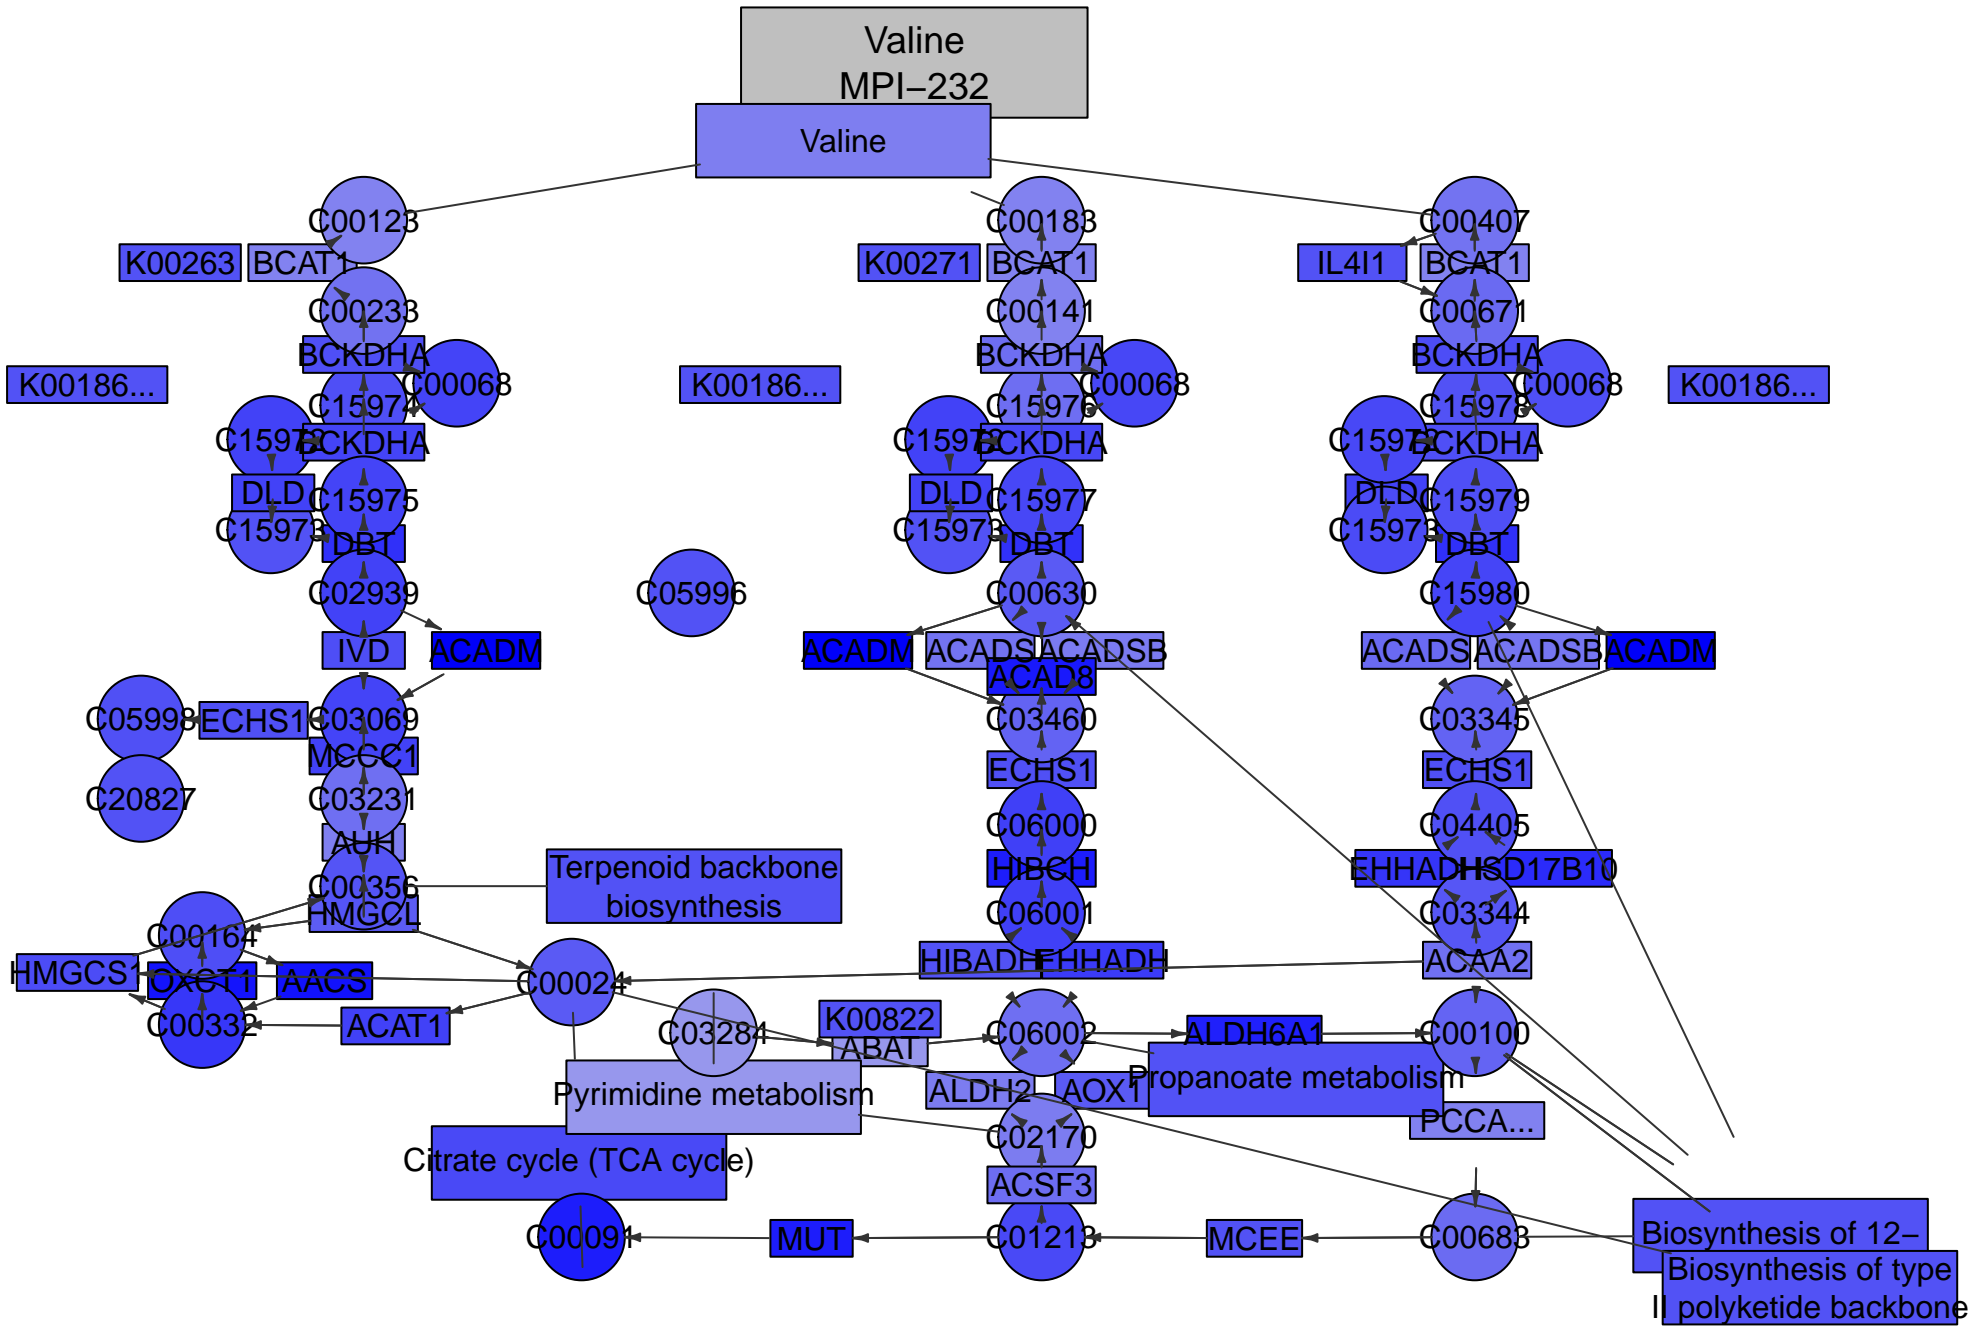 Valine
MPI−232
Valine
C00123
C00183
C00407
K00263
BCAT1
K00271
BCAT1
IL4I1
BCAT1
C00233
C00141
C00671
BCKDHA
BCKDHA
BCKDHA
K00186...
C00068
K00186...
C00068
C00068
K00186...
C15974
C15976
C15978
C15972
BCKDHA
C15972
BCKDHA
C15972
BCKDHA
DLD
C15975
DLD
C15977
DLD
C15979
C15973
DBT
C15973
DBT
C15973
DBT
C02939
C05996
C00630
C15980
IVD
ACADM
ACADM
ACADS
ACADSB
ACADS
ACADSB
ACADM
ACAD8
C05998
ECHS1
C03069
C03460
C03345
MCCC1
ECHS1
ECHS1
C20827
C03231
C06000
C04405
AUH
HIBCH
EHHADH
HSD17B10
C00356
Terpenoid backbone
biosynthesis
HMGCL
C06001
C03344
C00164
HIBADH
EHHADH
ACAA2
HMGCS1
OXCT1
AACS
C00024
C00332
ACAT1
C03284
K00822
ABAT
C06002
ALDH6A1
C00100
Pyrimidine metabolism
ALDH2
AOX1
Propanoate metabolism
PCCA...
C02170
Citrate cycle (TCA cycle)
ACSF3
C00091
MUT
C01213
MCEE
C00683
Biosynthesis of 12−
Biosynthesis of type
II polyketide backbone